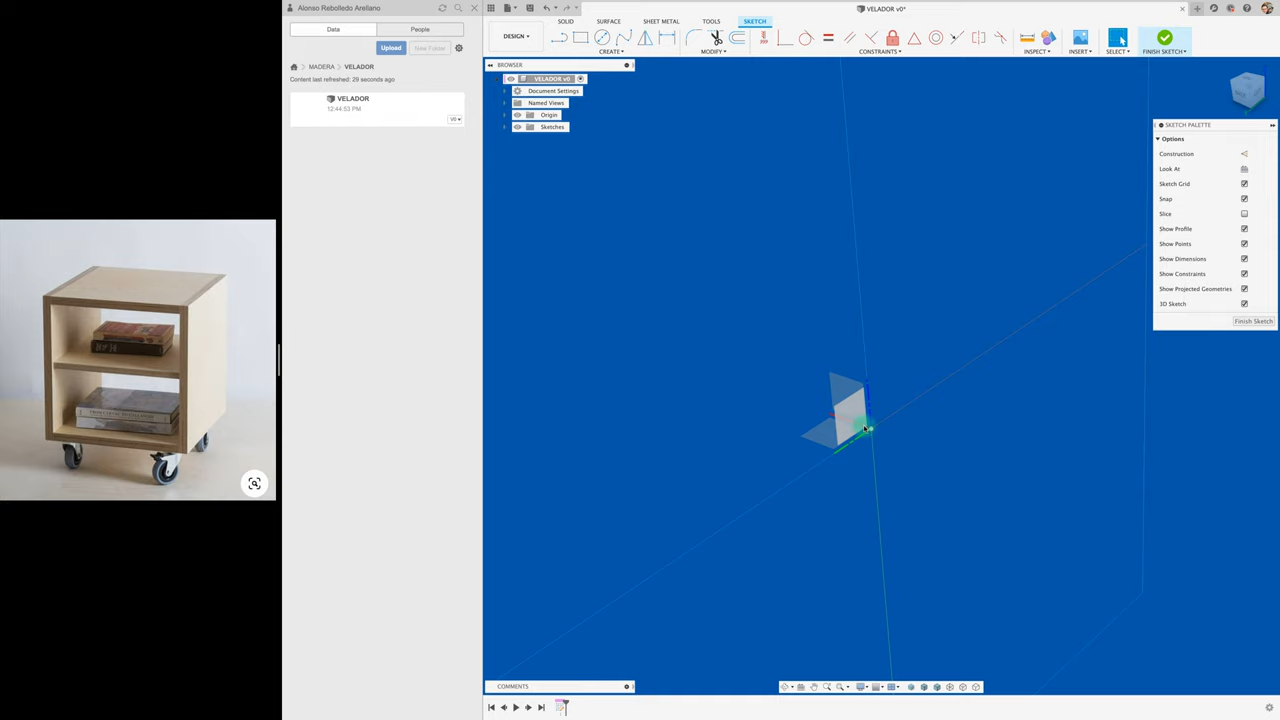 Alonso Rebolledo Arellano
VELADOR v0*
Data
People
Upload
New Folder
MADERA
VELADOR
Content last refreshed: 29 seconds ago
VELADOR
12:44:53 PM
V0
SOLID
SURFACE
SHEET METAL
TOOLS
SKETCH
DESIGN
CREATE
MODIFY
CONSTRAINTS
INSPECT
INSERT
SELECT
FINISH SKETCH
BROWSER
VELADOR v0
Document Settings
Named Views
Origin
Sketches
SKETCH PALETTE
Options
Construction
Look At
Sketch Grid
Snap
Slice
Show Profile
Show Points
Show Dimensions
Show Constraints
Show Projected Geometries
3D Sketch
Finish Sketch
COMMENTS